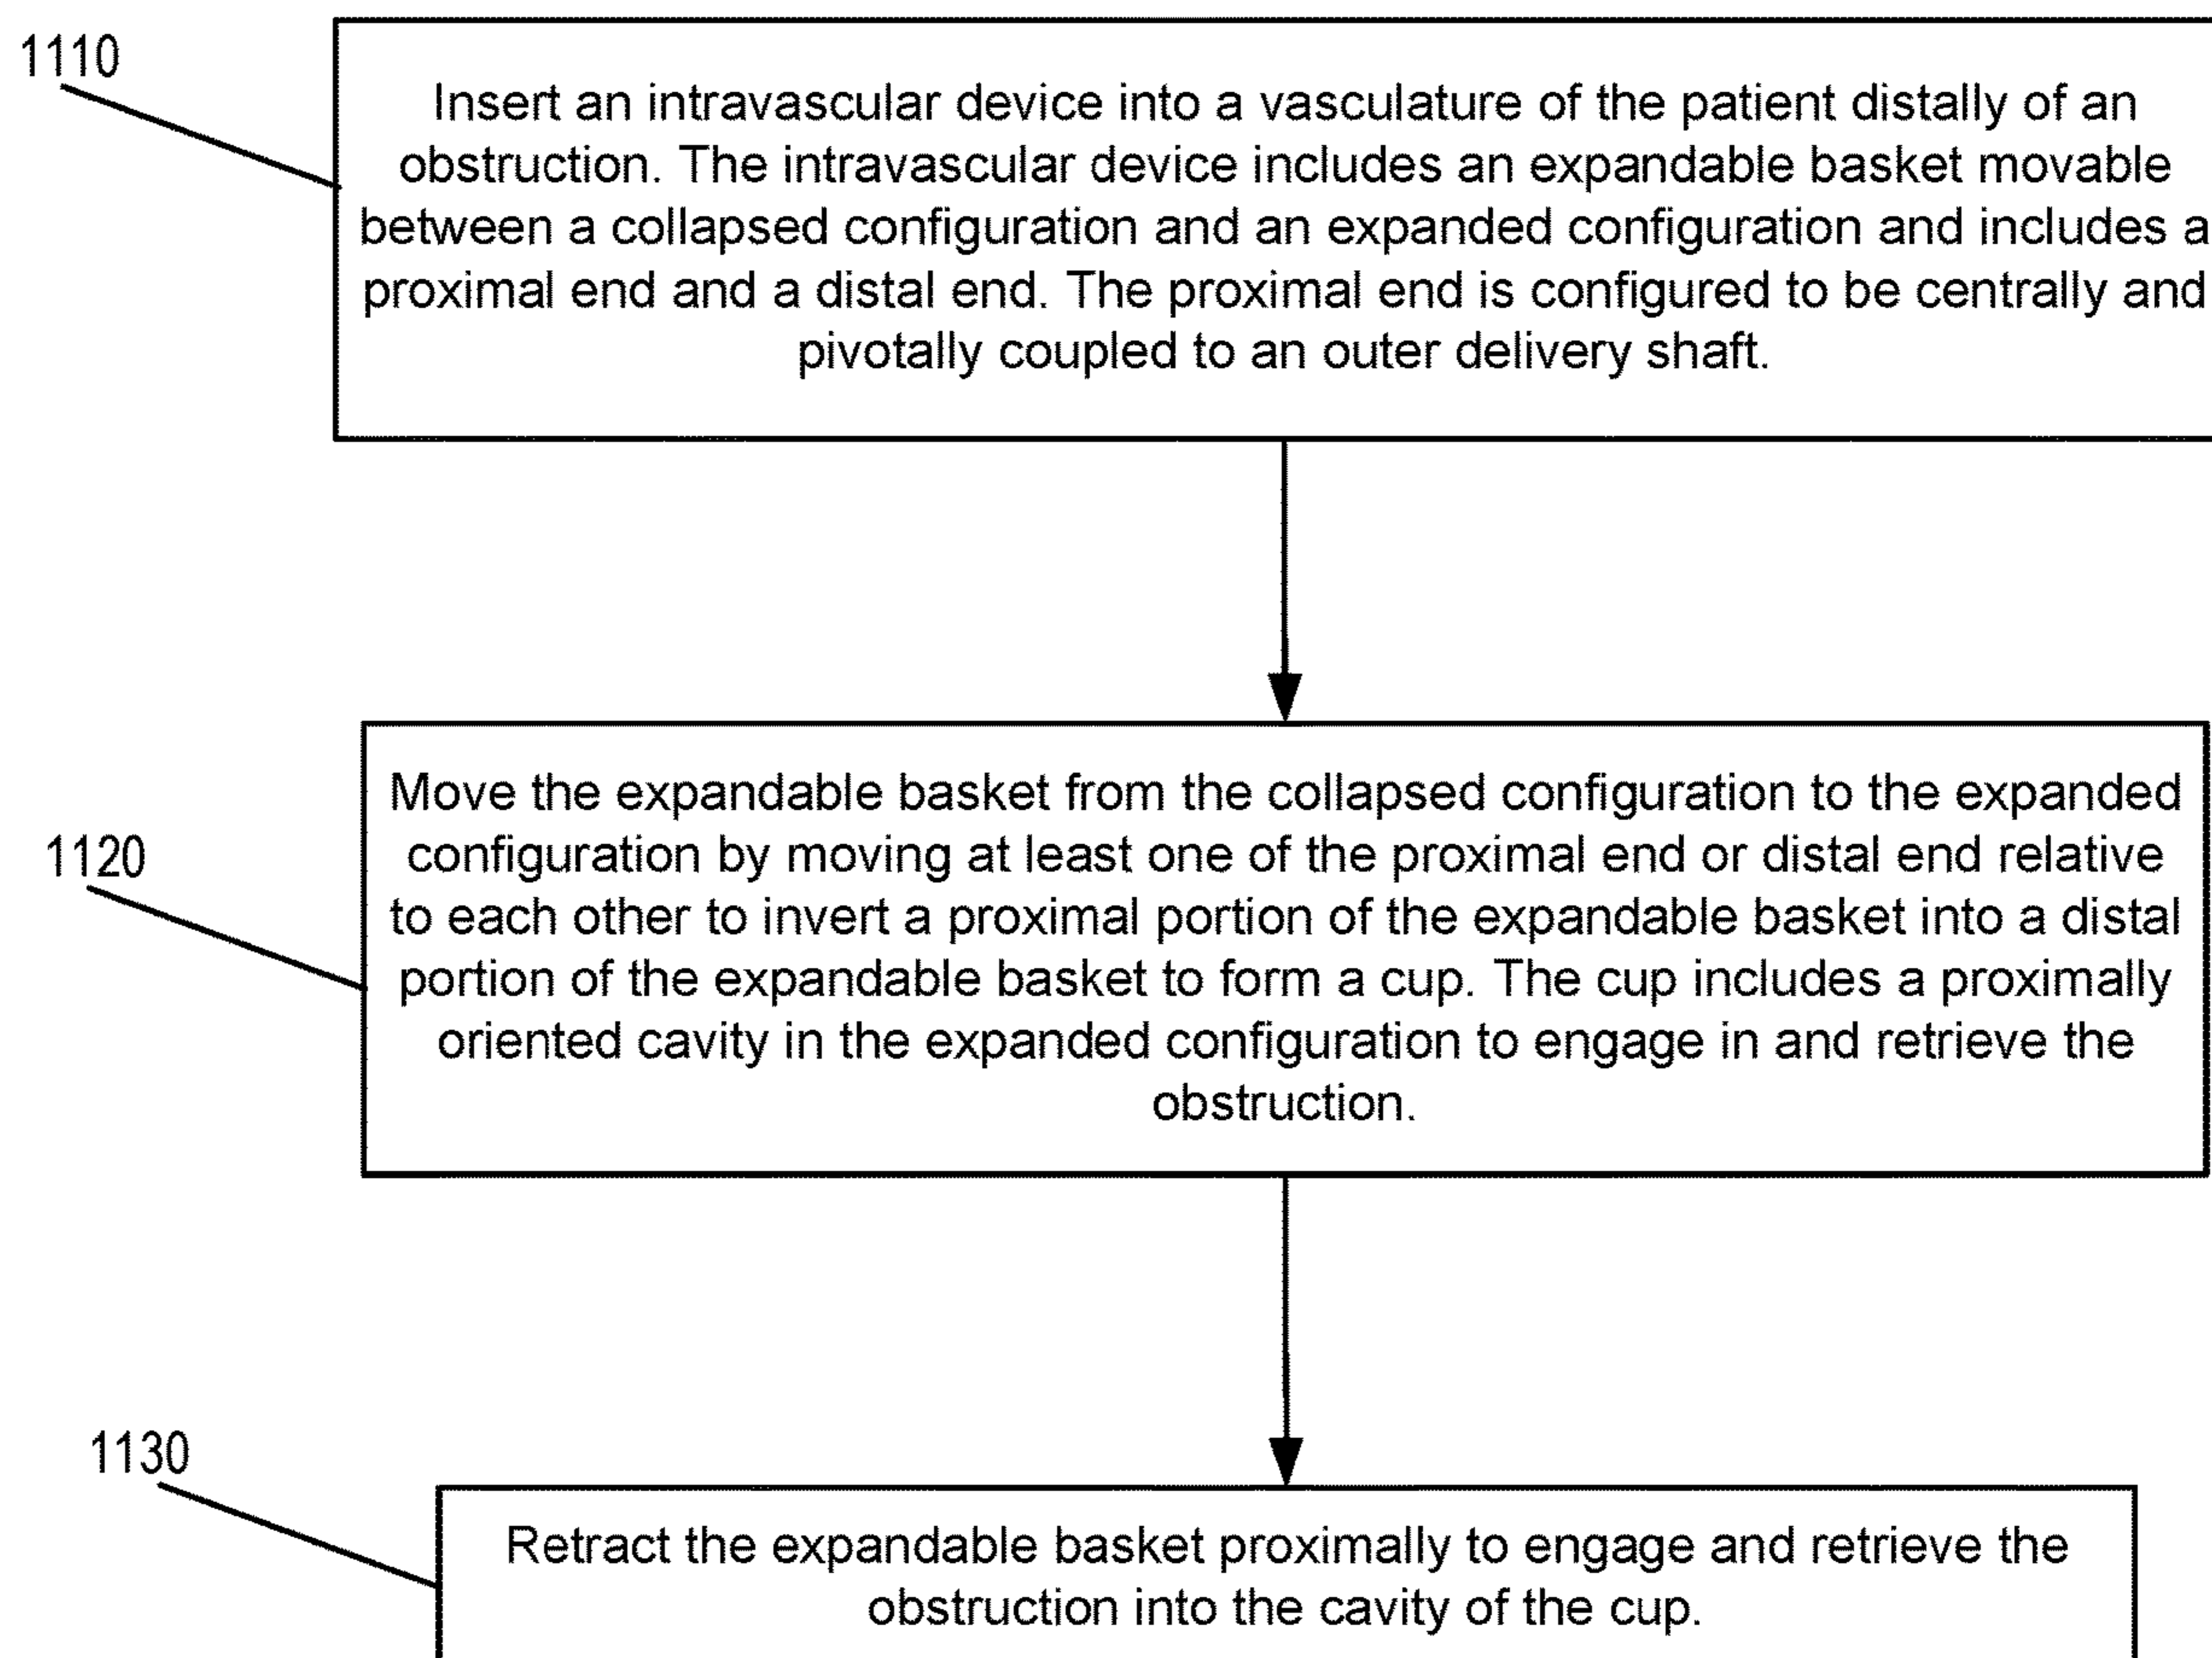 1110
Insert an intravascular device into a vasculature of the patient distally of an
obstruction. The intravascular device includes an expandable basket movable
between a collapsed configuration and an expanded configuration and includes a
proximal end and a distal end. The proximal end is configured to be centrally and
pivotally coupled to an outer delivery shaft.
1120
Move the expandable basket from the collapsed configuration to the expanded
configuration by moving at least one of the proximal end or distal end relative
to each other to invert a proximal portion of the expandable basket into a distal
portion of the expandable basket to form a cup. The cup includes a proximally
oriented cavity in the expanded configuration to engage in and retrieve the
obstruction.
1130
Retract the expandable basket proximally to engage and retrieve the
obstruction into the cavity of the cup.